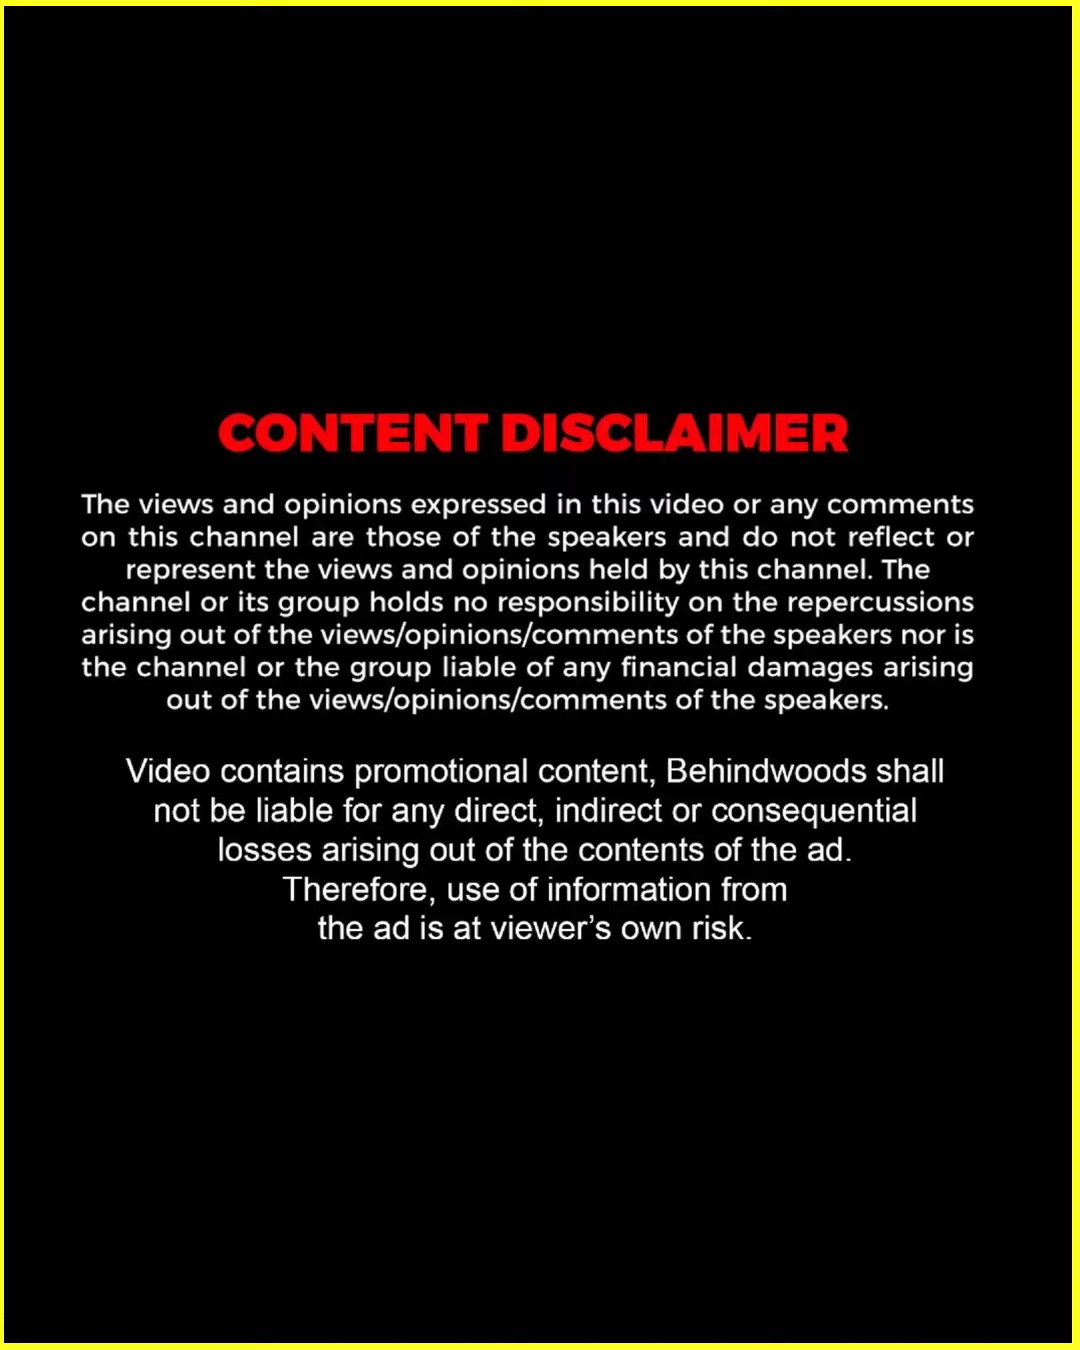 CONTENT DISCLAIMER
The views and opinions expressed in this video or any comments
on this channel are those of the speakers and do not reflect or
represent the views and opinions held by this channel. The
channel or its group holds no responsibility on the repercussions
arising out of the views/opinions/comments of the speakers nor is
the channel or the group liable of any financial damages arising
out of the views/opinions/comments of the speakers.
Video contains promotional content, Behindwoods shall
not be liable for any direct, indirect or consequential
losses arising out of the contents of the ad.
Therefore, use of information from
the ad is at viewer’s own risk.